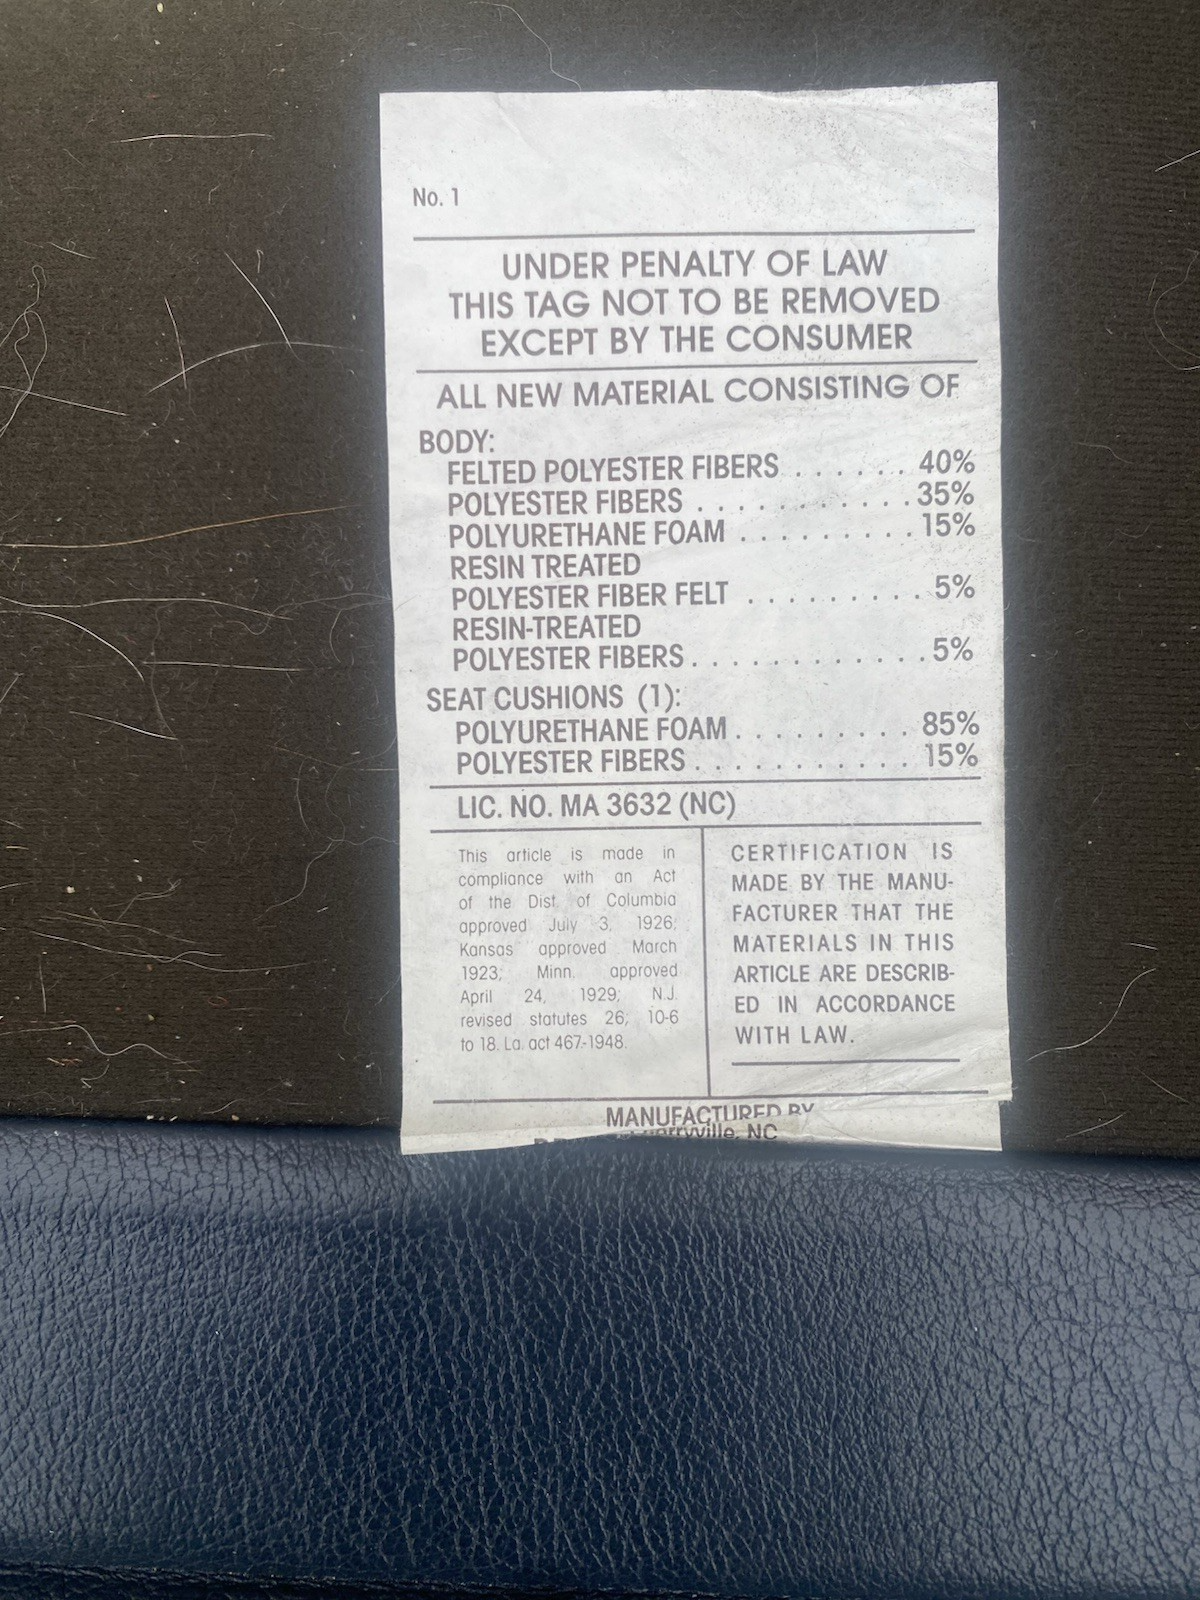 No. 1
UNDER PENALTY OF LAW
THIS TAG NOT TO BE REMOVED
EXCEPT BY THE CONSUMER
ALL NEW MATERIAL CONSISTING OF
BODY:
FELTED POLYESTER FIBERS . . . . . . 40%
POLYESTER FIBERS . . . . . . . . . . . 35%
POLYURETHANE FOAM . . . . . . . . . 15%
RESIN TREATED
POLYESTER FIBER FELT . . . . . . . . . 5%
RESIN-TREATED
POLYESTER FIBERS . . . . . . . . . . . . 5%
SEAT CUSHIONS (1):
POLYURETHANE FOAM . . . . . . . . . 85%
POLYESTER FIBERS . . . . . . . . . . . 15%
LIC. NO. MA 3632 (NC)
This article is made in
compliance with an Act
of the Dist. of Columbia
approved July 3, 1926;
Kansas approved March
1923; Minn. approved
April 24, 1929; N.J.
revised statutes 26; 10-6
to 18. La. act 467-1948.
CERTIFICATION IS
MADE BY THE MANU-
FACTURER THAT THE
MATERIALS IN THIS
ARTICLE ARE DESCRIB-
ED IN ACCORDANCE
WITH LAW.
MANUFACTURED BY
NC